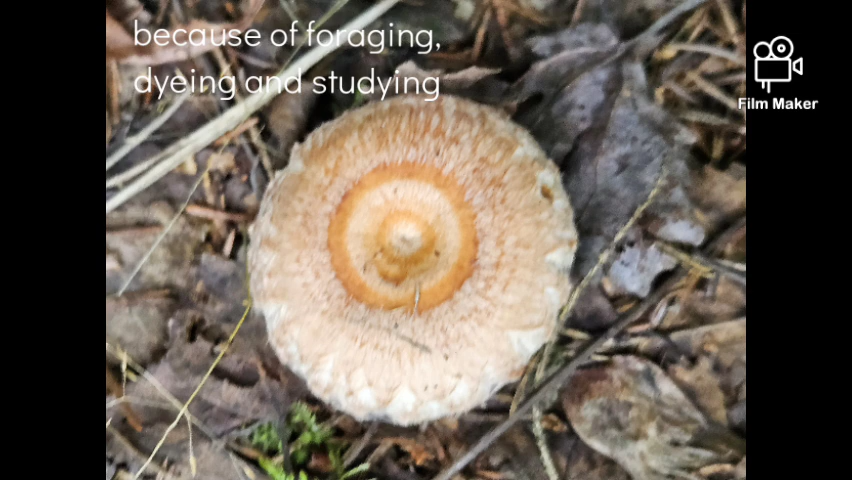 because of foraging,
dyeing and studying
Film Maker